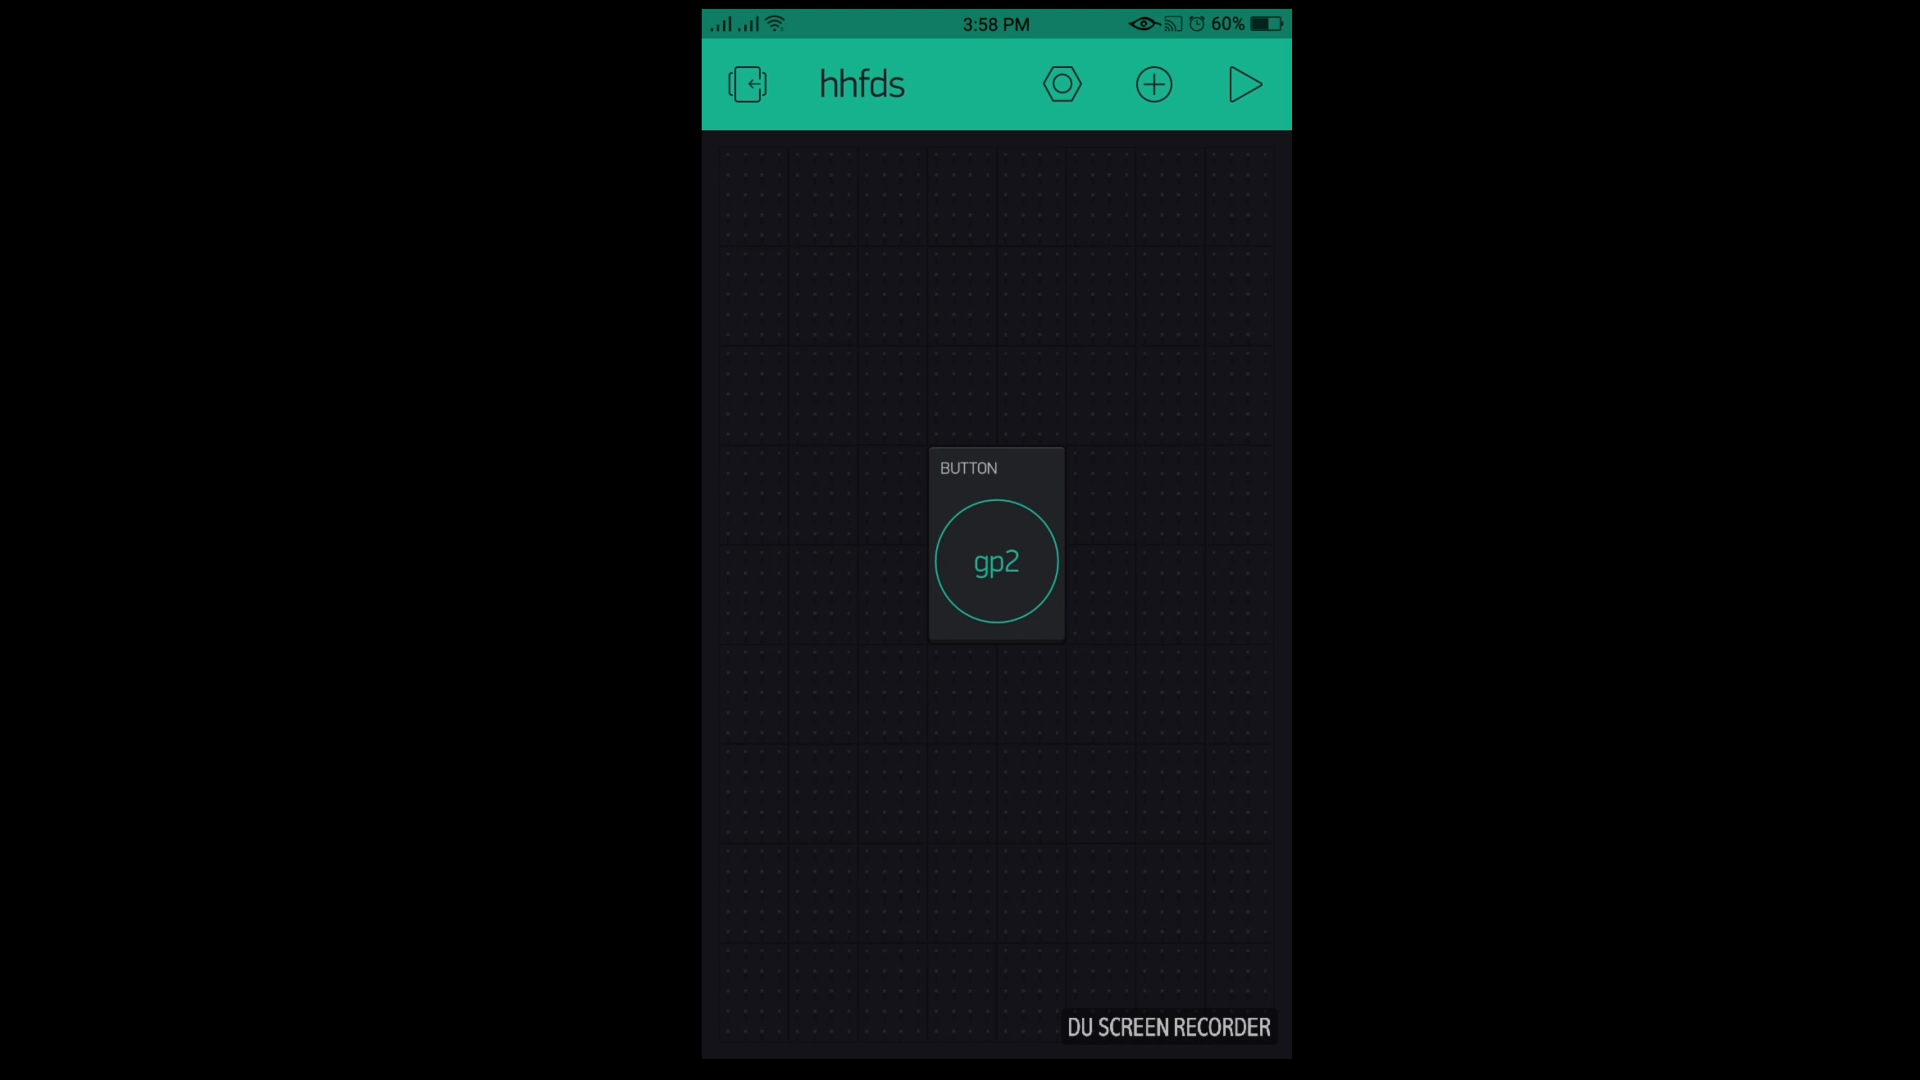 3:58 PM
60%
hhfds
BUTTON
gp2
DU SCREEN RECORDER